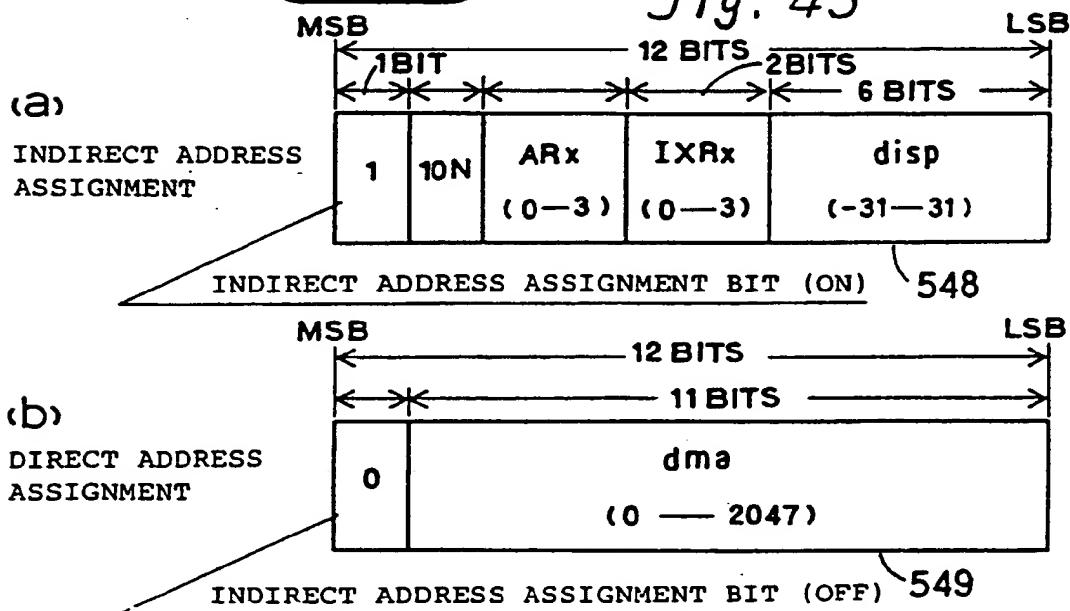 Fig. 45
MSB LSB
12 BITS
1BIT 2BITS
6 BITS
(a)
INDIRECT ADDRESS
ASSIGNMENT
1 10N ARx IXRx disp
(0—3) (0—3) (-31—31)
INDIRECT ADDRESS ASSIGNMENT BIT (ON) 548
MSB LSB
12 BITS
11 BITS
(b)
DIRECT ADDRESS
ASSIGNMENT
0 dma
(0 — 2047)
INDIRECT ADDRESS ASSIGNMENT BIT (OFF) 549